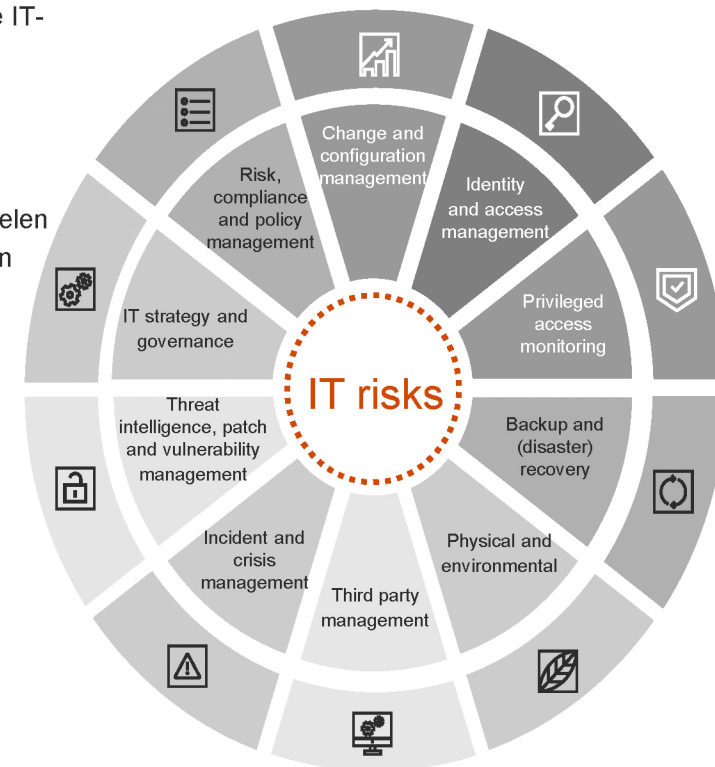 e IT-
elen
n
Change and
configuration
management
Identity
and access
management
Privileged
access
monitoring
Backup and
(disaster)
recovery
Physical and
environmental
Third party
management
Incident and
crisis
management
Threat
intelligence, patch
and vulnerability
management
IT strategy and
governance
Risk,
compliance
and policy
management
IT risks